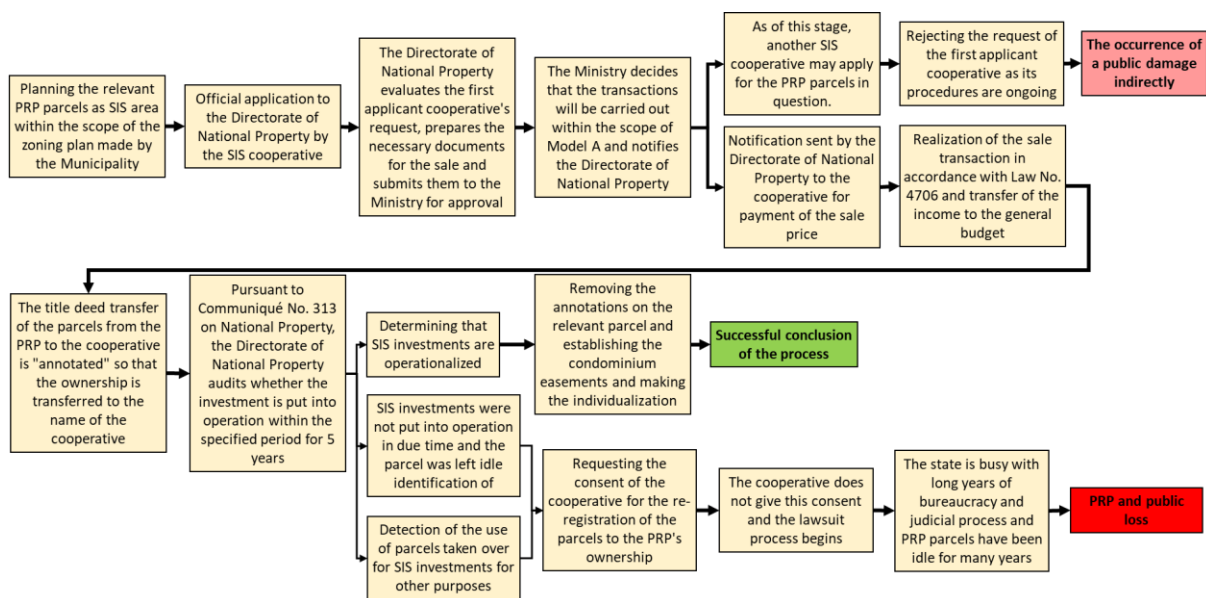 Planning the relevant
PRP parcels as SIS area
within the scope of the
zoning plan made by
the Municipality
Official application to
the Directorate of
National Property by
the SIS cooperative
The Directorate of
National Property
evaluates the first
applicant cooperative's
request, prepares the
necessary documents
for the sale and
submits them to the
Ministry for approval
The Ministry decides
that the transactions
will be carried out
within the scope of
Model A and notifies
the Directorate of
National Property
As of this stage,
another SIS
cooperative may apply
for the PRP parcels in
question.
Rejecting the request of
the first applicant
cooperative as its
procedures are ongoing
The occurrence of
a public damage
indirectly
Notification sent by the
Directorate of National
Property to the
cooperative for
payment of the sale
price
Realization of the sale
transaction in
accordance with Law No.
4706 and transfer of the
income to the general
budget
The title deed transfer
of the parcels from the
PRP to the cooperative
is "annotated" so that
the ownership is
transferred to the
name of the
cooperative
Pursuant to
Communiqué No. 313
on National Property,
the Directorate of
National Property
audits whether the
investment is put into
operation within the
specified period for 5
years
Determining that
SIS investments are
operationalized
Removing the
annotations on the
relevant parcel and
establishing the
condominium
easements and making
the individualization
Successful conclusion
of the process
SIS investments were
not put into operation
in due time and the
parcel was left idle
identification of
Detection of the use of
parcels taken over
for SIS investments for
other purposes
Requesting the
consent of the
cooperative for the re-
registration of the
parcels to the PRP's
ownership
The cooperative does
not give this consent
and the lawsuit
process begins
The state is busy with
long years of
bureaucracy and
judicial process and
PRP parcels have been
idle for many years
PRP and public
loss